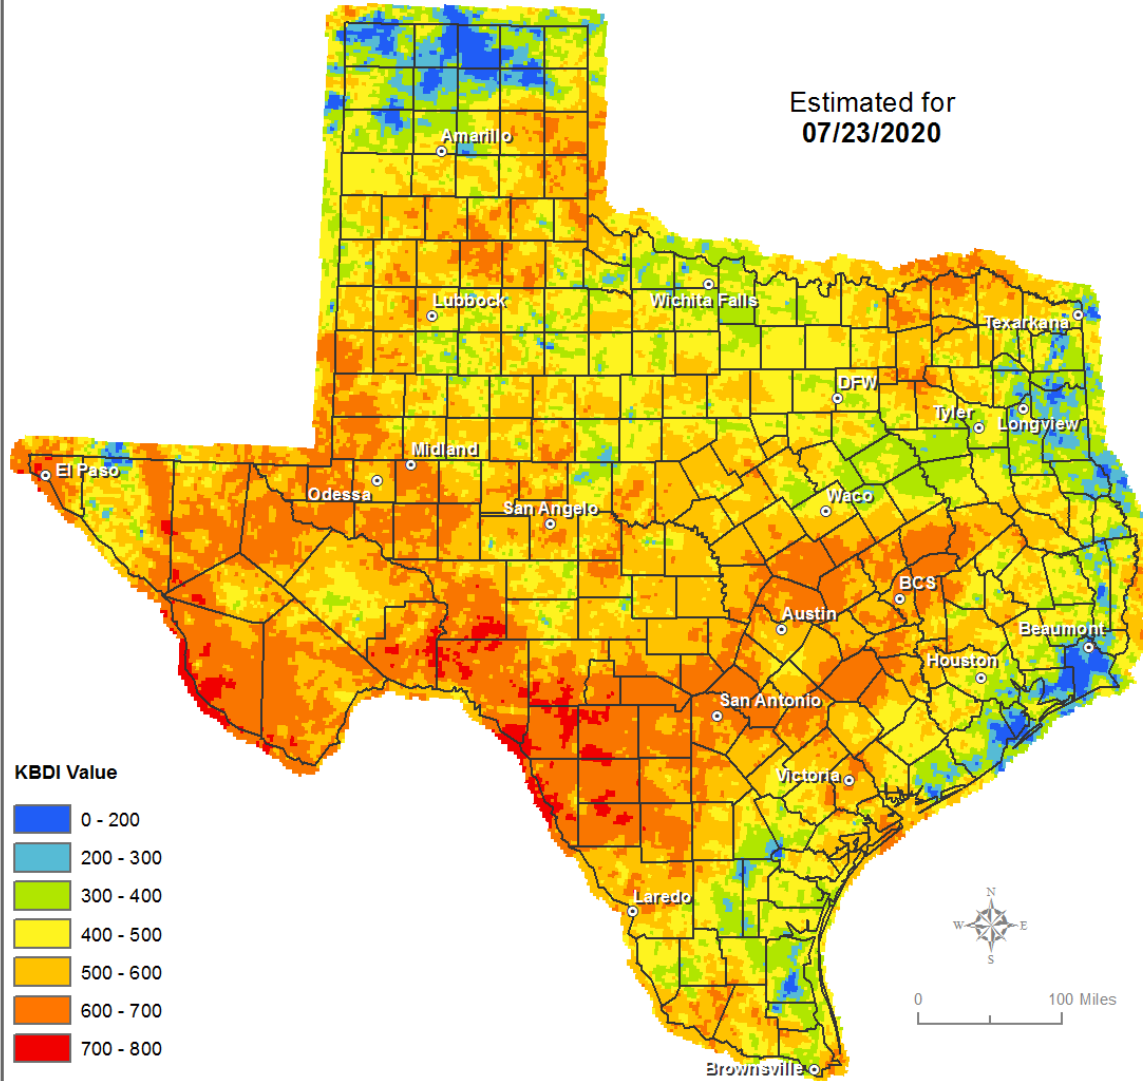 Estimated for
07/23/2020
Amarillo
Lubbock
Wichita Falls
Texarkana
DFW
Tyler
Longview
El Paso
Midland
Odessa
San Angelo
Waco
BCS
Austin
Beaumont
Houston
San Antonio
Victoria
Laredo
Brownsville
KBDI Value
0 - 200
200 - 300
300 - 400
400 - 500
500 - 600
600 - 700
700 - 800
N
W E
S
0 100 Miles